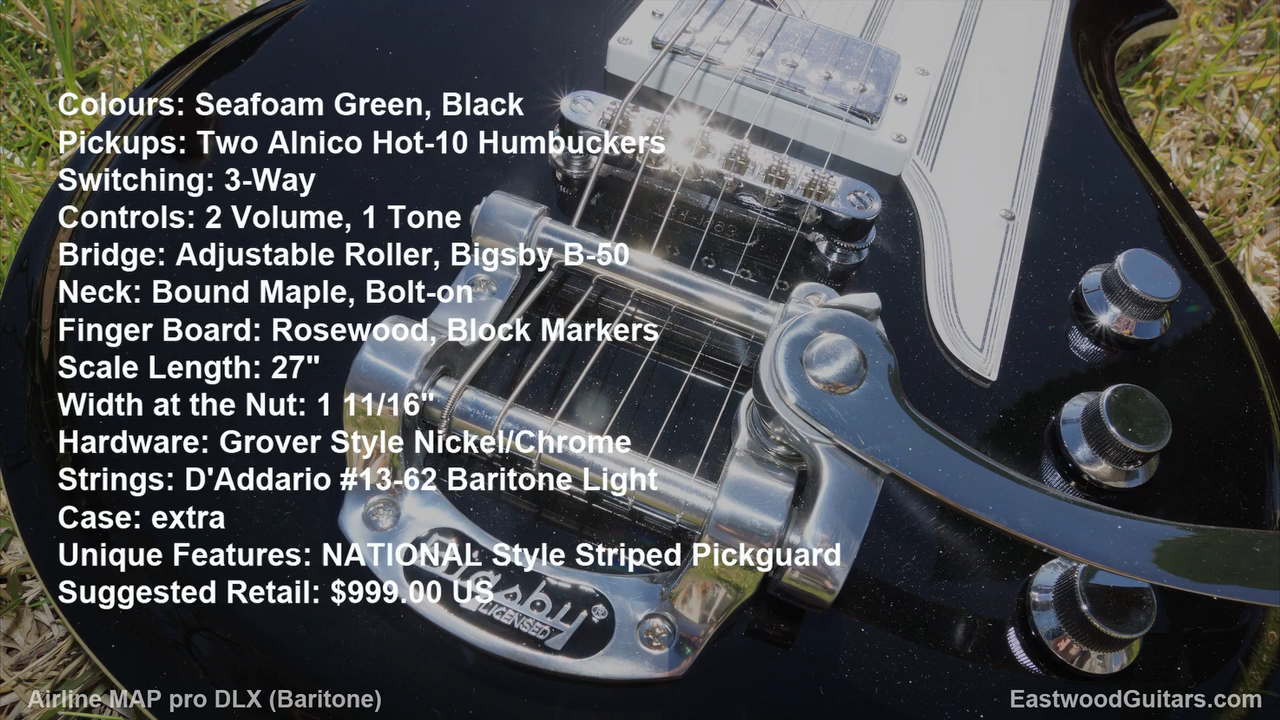 Colours: Seafoam Green, Black
Pickups: Two Alnico Hot-10 Humbuckers
Switching: 3-Way
Controls: 2 Volume, 1 Tone
Bridge: Adjustable Roller, Bigsby B-50
Neck: Bound Maple, Bolt-on
Finger Board: Rosewood, Block Markers
Scale Length: 27"
Width at the Nut: 1 11/16"
Hardware: Grover Style Nickel/Chrome
Strings: D'Addario #13-62 Baritone Light
Case: extra
Unique Features: NATIONAL Style Striped Pickguard
Suggested Retail: $999.00 US
Bigsby ®
LICENSED
Airline MAP pro DLX (Baritone)
EastwoodGuitars.com